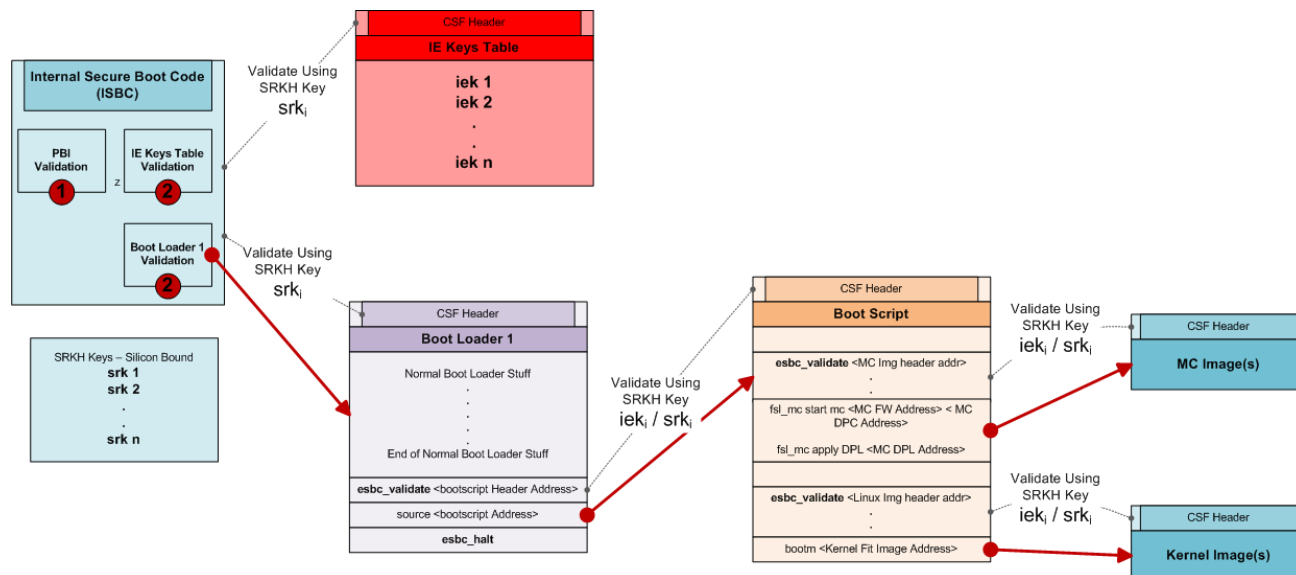 CSF Header
IE Keys Table
iek 1
iek 2
.
.
iek n
Validate Using
SRKH Key
srki
Internal Secure Boot Code
(ISBC)
PBI
Validation
1
z
IE Keys Table
Validation
2
Boot Loader 1
Validation
2
Validate Using
SRKH Key
srki
SRKH Keys – Silicon Bound
srk 1
srk 2
.
.
srk n
CSF Header
Boot Loader 1
Normal Boot Loader Stuff
.
.
.
.
.
End of Normal Boot Loader Stuff
esbc_validate <bootscript Header Address>
source <bootscript Address>
esbc_halt
Validate Using
SRKH Key
ieki / srki
CSF Header
Boot Script
esbc_validate <MC Img header addr>
.
.
fsl_mc start mc <MC FW Address> < MC
DPC Address>
fsl_mc apply DPL <MC DPL Address>
esbc_validate <Linux Img header addr>
.
.
bootm <Kernel Fit Image Address>
Validate Using
SRKH Key
ieki / srki
CSF Header
MC Image(s)
Validate Using
SRKH Key
ieki / srki
CSF Header
Kernel Image(s)